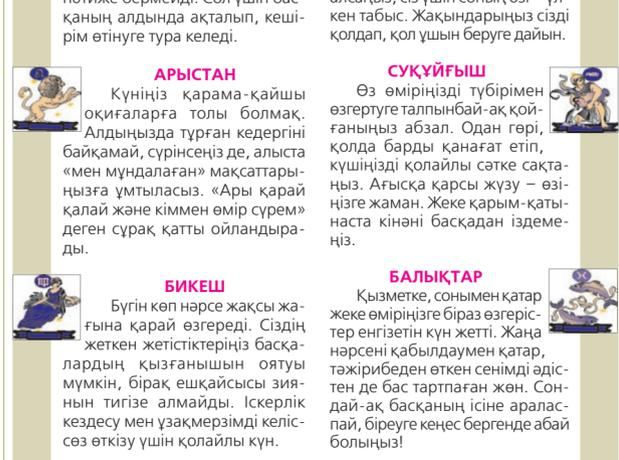 қаның алдында ақталып, кеші-
рім өтінуге тура келеді.
АРЫСТАН
Күніңіз қарама-қайшы
оқиғаларға толы болмақ.
Алдыңызда тұрған кедергіні
байқамай, сүрінсеңіз де, алыста
«мен мұндалаған» мақсаттары-
ңызға ұмтыласыз. «Ары қарай
қалай және кіммен өмір сүрем»
деген сұрақ қатты ойландыра-
ды.
БИКЕШ
Бүгін көп нәрсе жақсы жа-
ғына қарай өзгереді. Сіздің
жеткен жетістіктеріңіз басқа-
лардың қызғанышын оятуы
мүмкін, бірақ ешқайсысы зия-
нын тигізе алмайды. Іскерлік
кездесу мен ұзақмерзімді келіс-
сөз өткізу үшін қолайлы күн.
кен табыс. Жақындарыңыз сізді
қолдап, қол ұшын беруге дайын.
СУҚҰЙҒЫШ
Өз өміріңізді түбірімен
өзгертуге талпынбай-ақ қой-
ғаныңыз абзал. Одан гөрі,
қолда барды қанағат етіп,
күшіңізді қолайлы сәтке сақта-
ңыз. Ағысқа қарсы жүзу – өзі-
ңізге жаман. Жеке қарым-қаты-
наста кінәні басқадан іздеме-
ңіз.
БАЛЫҚТАР
Қызметке, сонымен қатар
жеке өміріңізге біраз өзгеріс-
тер енгізетін күн жетті. Жаңа
нәрсені қабылдаумен қатар,
тәжірибеден өткен сенімді әдіс-
тен де бас тартпаған жөн. Сон-
дай-ақ басқаның ісіне аралас-
пай, біреуге кеңес бергенде абай
болыңыз!